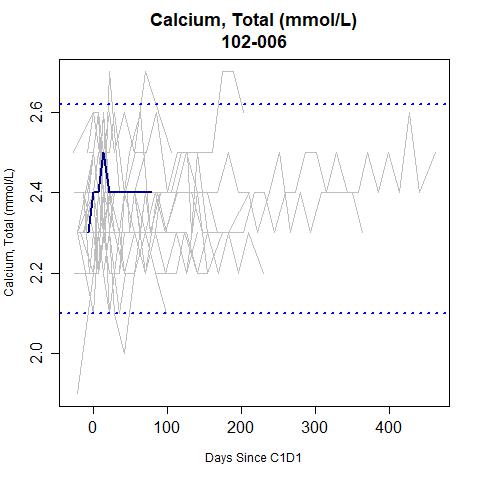 Calcium, Total (mmol/L)
102-006
Calcium, Total (mmol/L)
2.6
2.4
2.2
2.0
0 100 200 300 400
Days Since C1D1